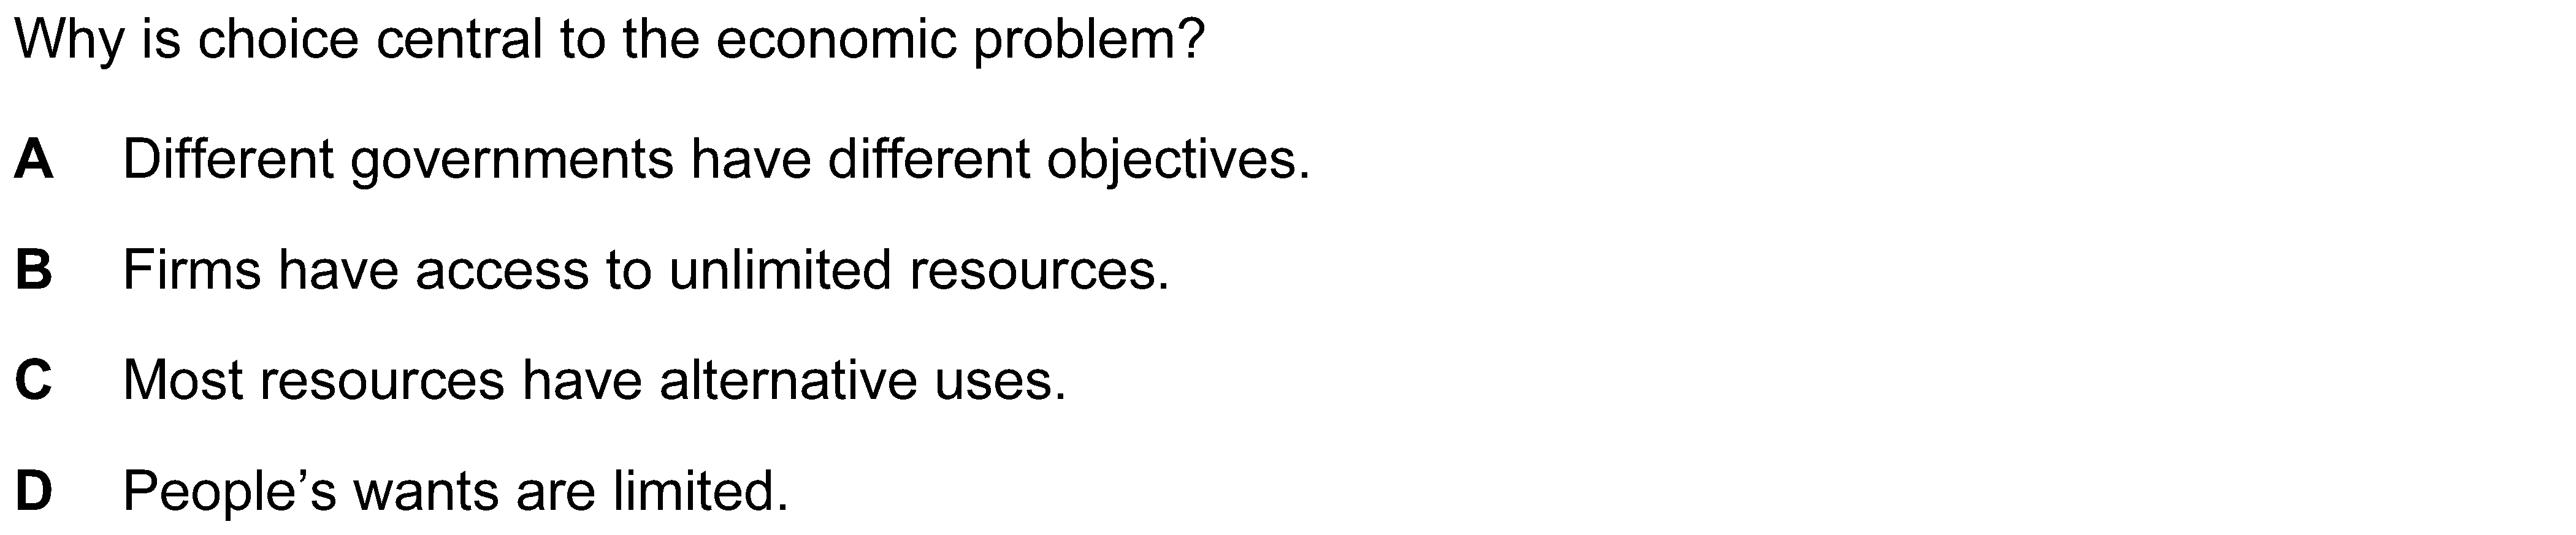 Why is choice central to the economic problem?
A Different governments have different objectives.
B Firms have access to unlimited resources.
C Most resources have alternative uses.
D People’s wants are limited.